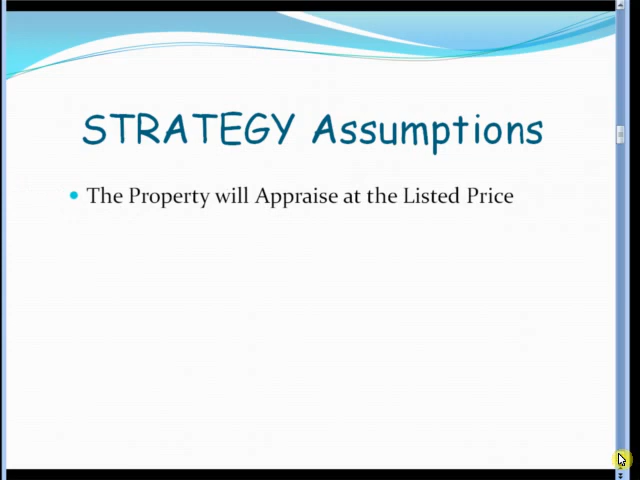 STRATEGY Assumptions
The Property will Appraise at the Listed Price